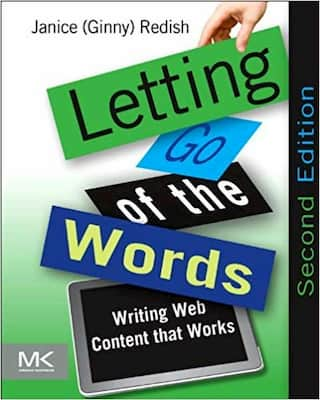 Janice (Ginny) Redish
Letting
Go
of the
Words
Writing Web
Content that Works
Second Edition
MK